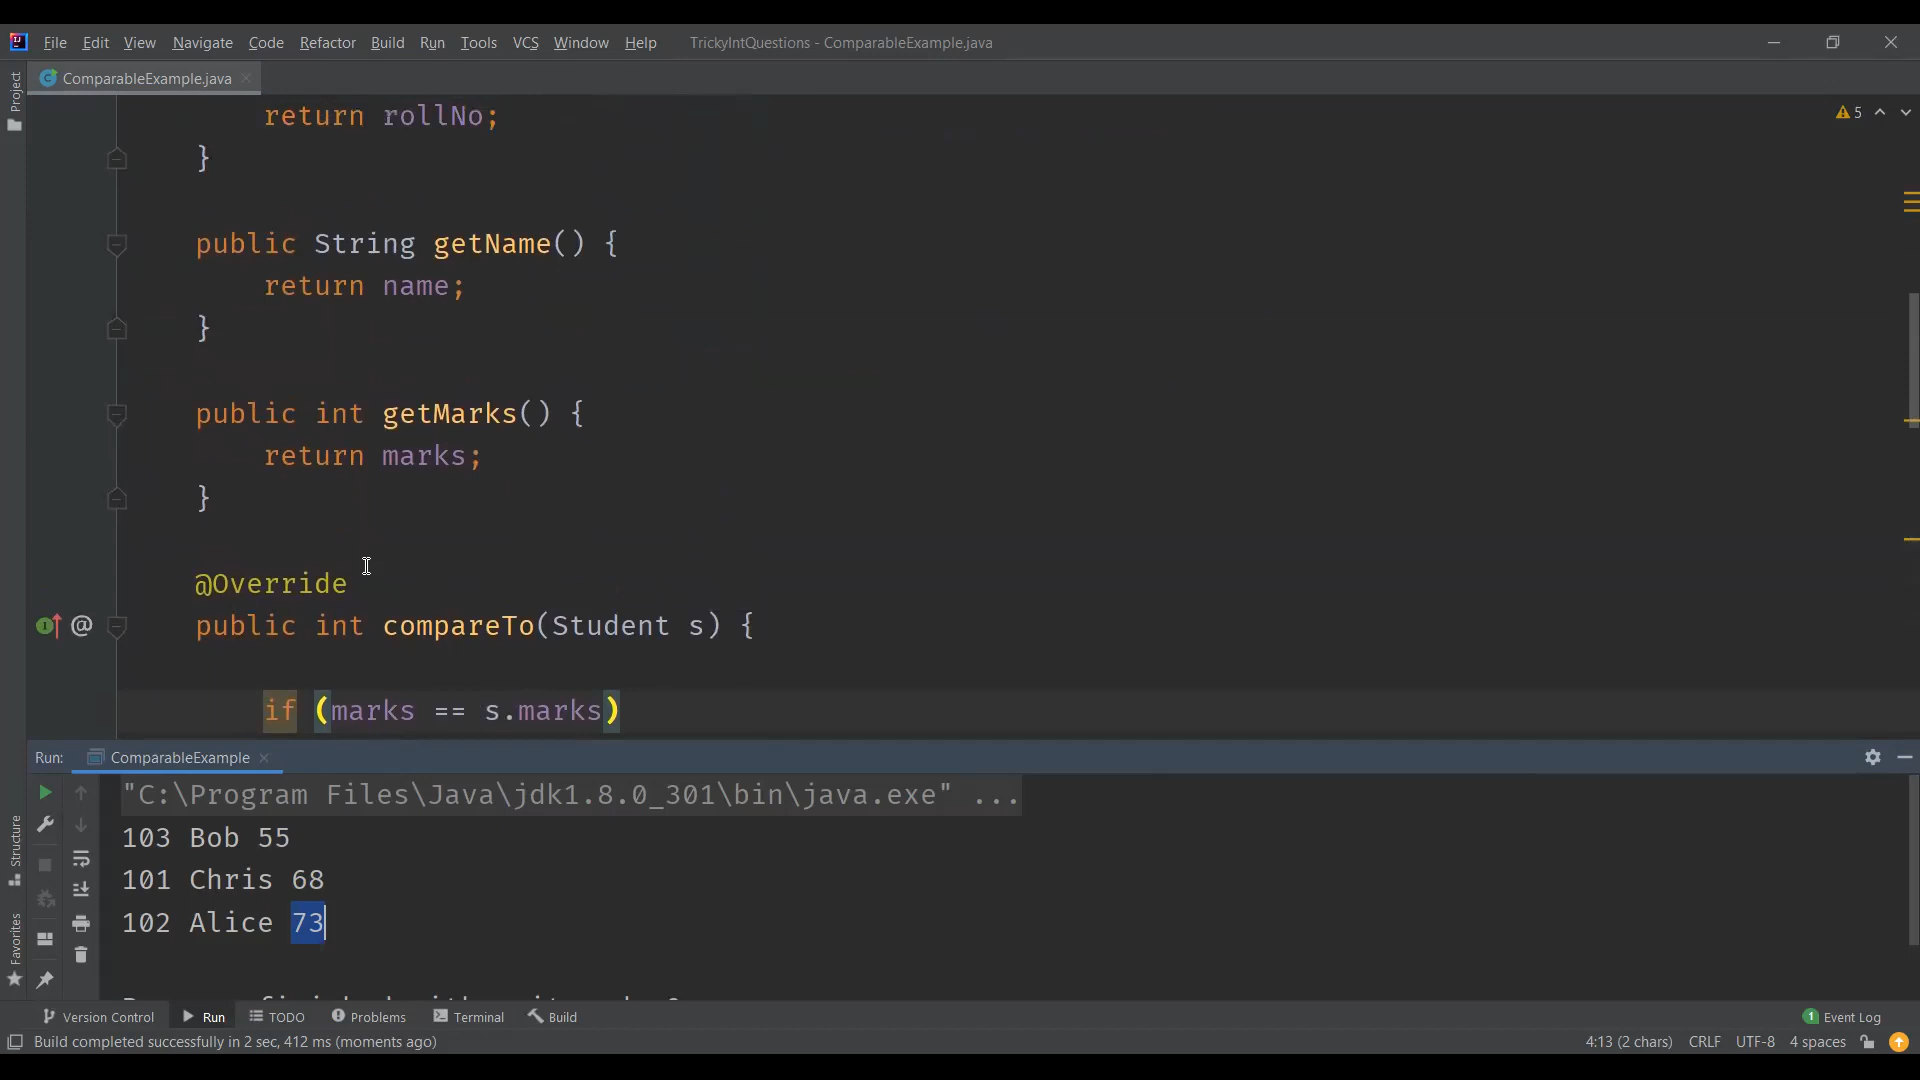 File Edit View Navigate Code Refactor Build Run Tools VCS Window Help TrickyIntQuestions - ComparableExample.java
ComparableExample.java
Project
return rollNo;
5
}
public String getName() {
return name;
}
public int getMarks() {
return marks;
}
@Override
public int compareTo(Student s) {
if (marks == s.marks)
Run: ComparableExample
"C:\Program Files\Java\jdk1.8.0_301\bin\java.exe" ...
103 Bob 55
101 Chris 68
102 Alice 73
Structure
Favorites
Version Control Run TODO Problems Terminal Build 1 Event Log
Build completed successfully in 2 sec, 412 ms (moments ago) 4:13 (2 chars) CRLF UTF-8 4 spaces